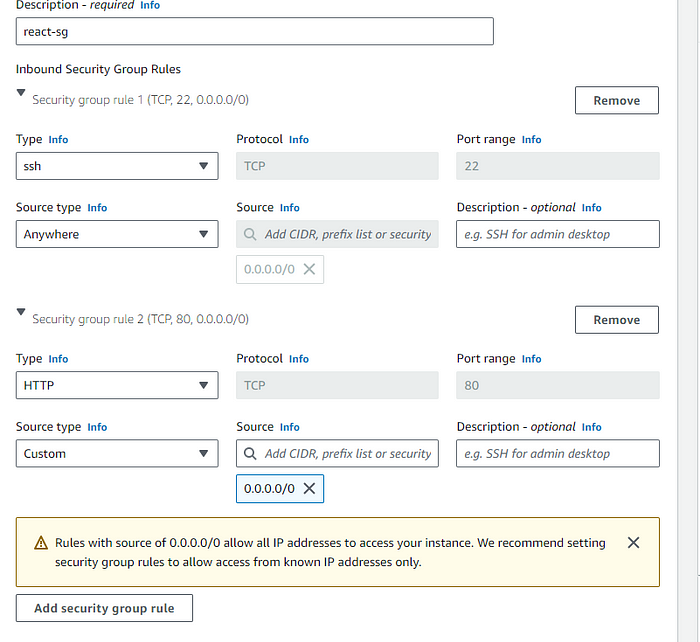 Description - required Info
react-sg
Inbound Security Group Rules
Security group rule 1 (TCP, 22, 0.0.0.0/0)
Remove
Type Info
Protocol Info
Port range Info
ssh
TCP
22
Source type Info
Source Info
Description - optional Info
Anywhere
Add CIDR, prefix list or security
e.g. SSH for admin desktop
0.0.0.0/0
Security group rule 2 (TCP, 80, 0.0.0.0/0)
Remove
Type Info
Protocol Info
Port range Info
HTTP
TCP
80
Source type Info
Source Info
Description - optional Info
Custom
Add CIDR, prefix list or security
e.g. SSH for admin desktop
0.0.0.0/0
Rules with source of 0.0.0.0/0 allow all IP addresses to access your instance. We recommend setting
security group rules to allow access from known IP addresses only.
Add security group rule